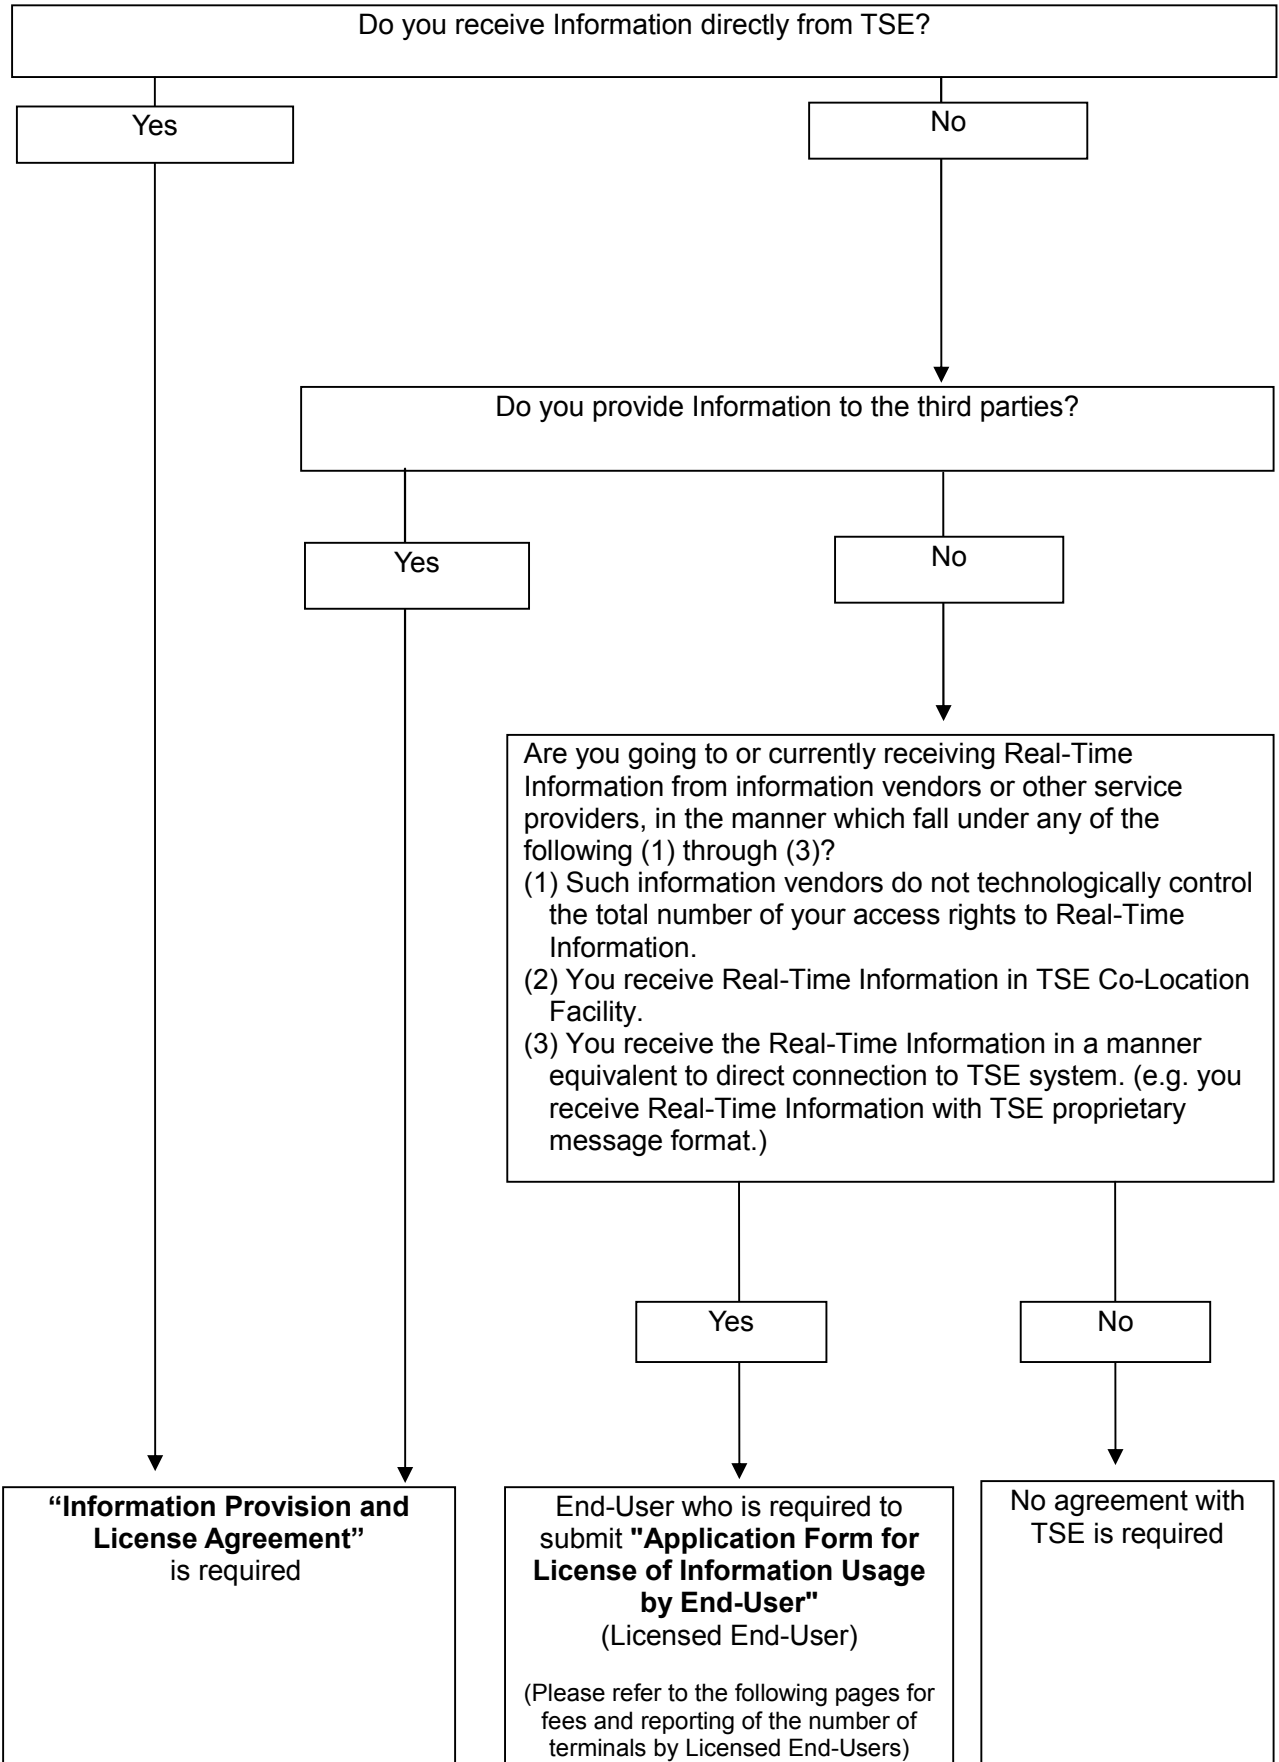 Do you receive Information directly from TSE?
Yes
No
Do you provide Information to the third parties?
Yes
No
Are you going to or currently receiving Real-Time
Information from information vendors or other service
providers, in the manner which fall under any of the
following (1) through (3)?
(1) Such information vendors do not technologically control
the total number of your access rights to Real-Time
Information.
(2) You receive Real-Time Information in TSE Co-Location
Facility.
(3) You receive the Real-Time Information in a manner
equivalent to direct connection to TSE system. (e.g. you
receive Real-Time Information with TSE proprietary
message format.)
Yes
No
“Information Provision and
License Agreement”
is required
End-User who is required to
submit "Application Form for
License of Information Usage
by End-User"
(Licensed End-User)
(Please refer to the following pages for
fees and reporting of the number of
terminals by Licensed End-Users)
No agreement with
TSE is required